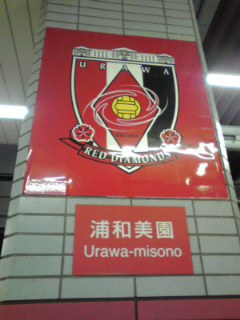 URAWA
RED DIAMONDS
浦和美園
Urawa-misono